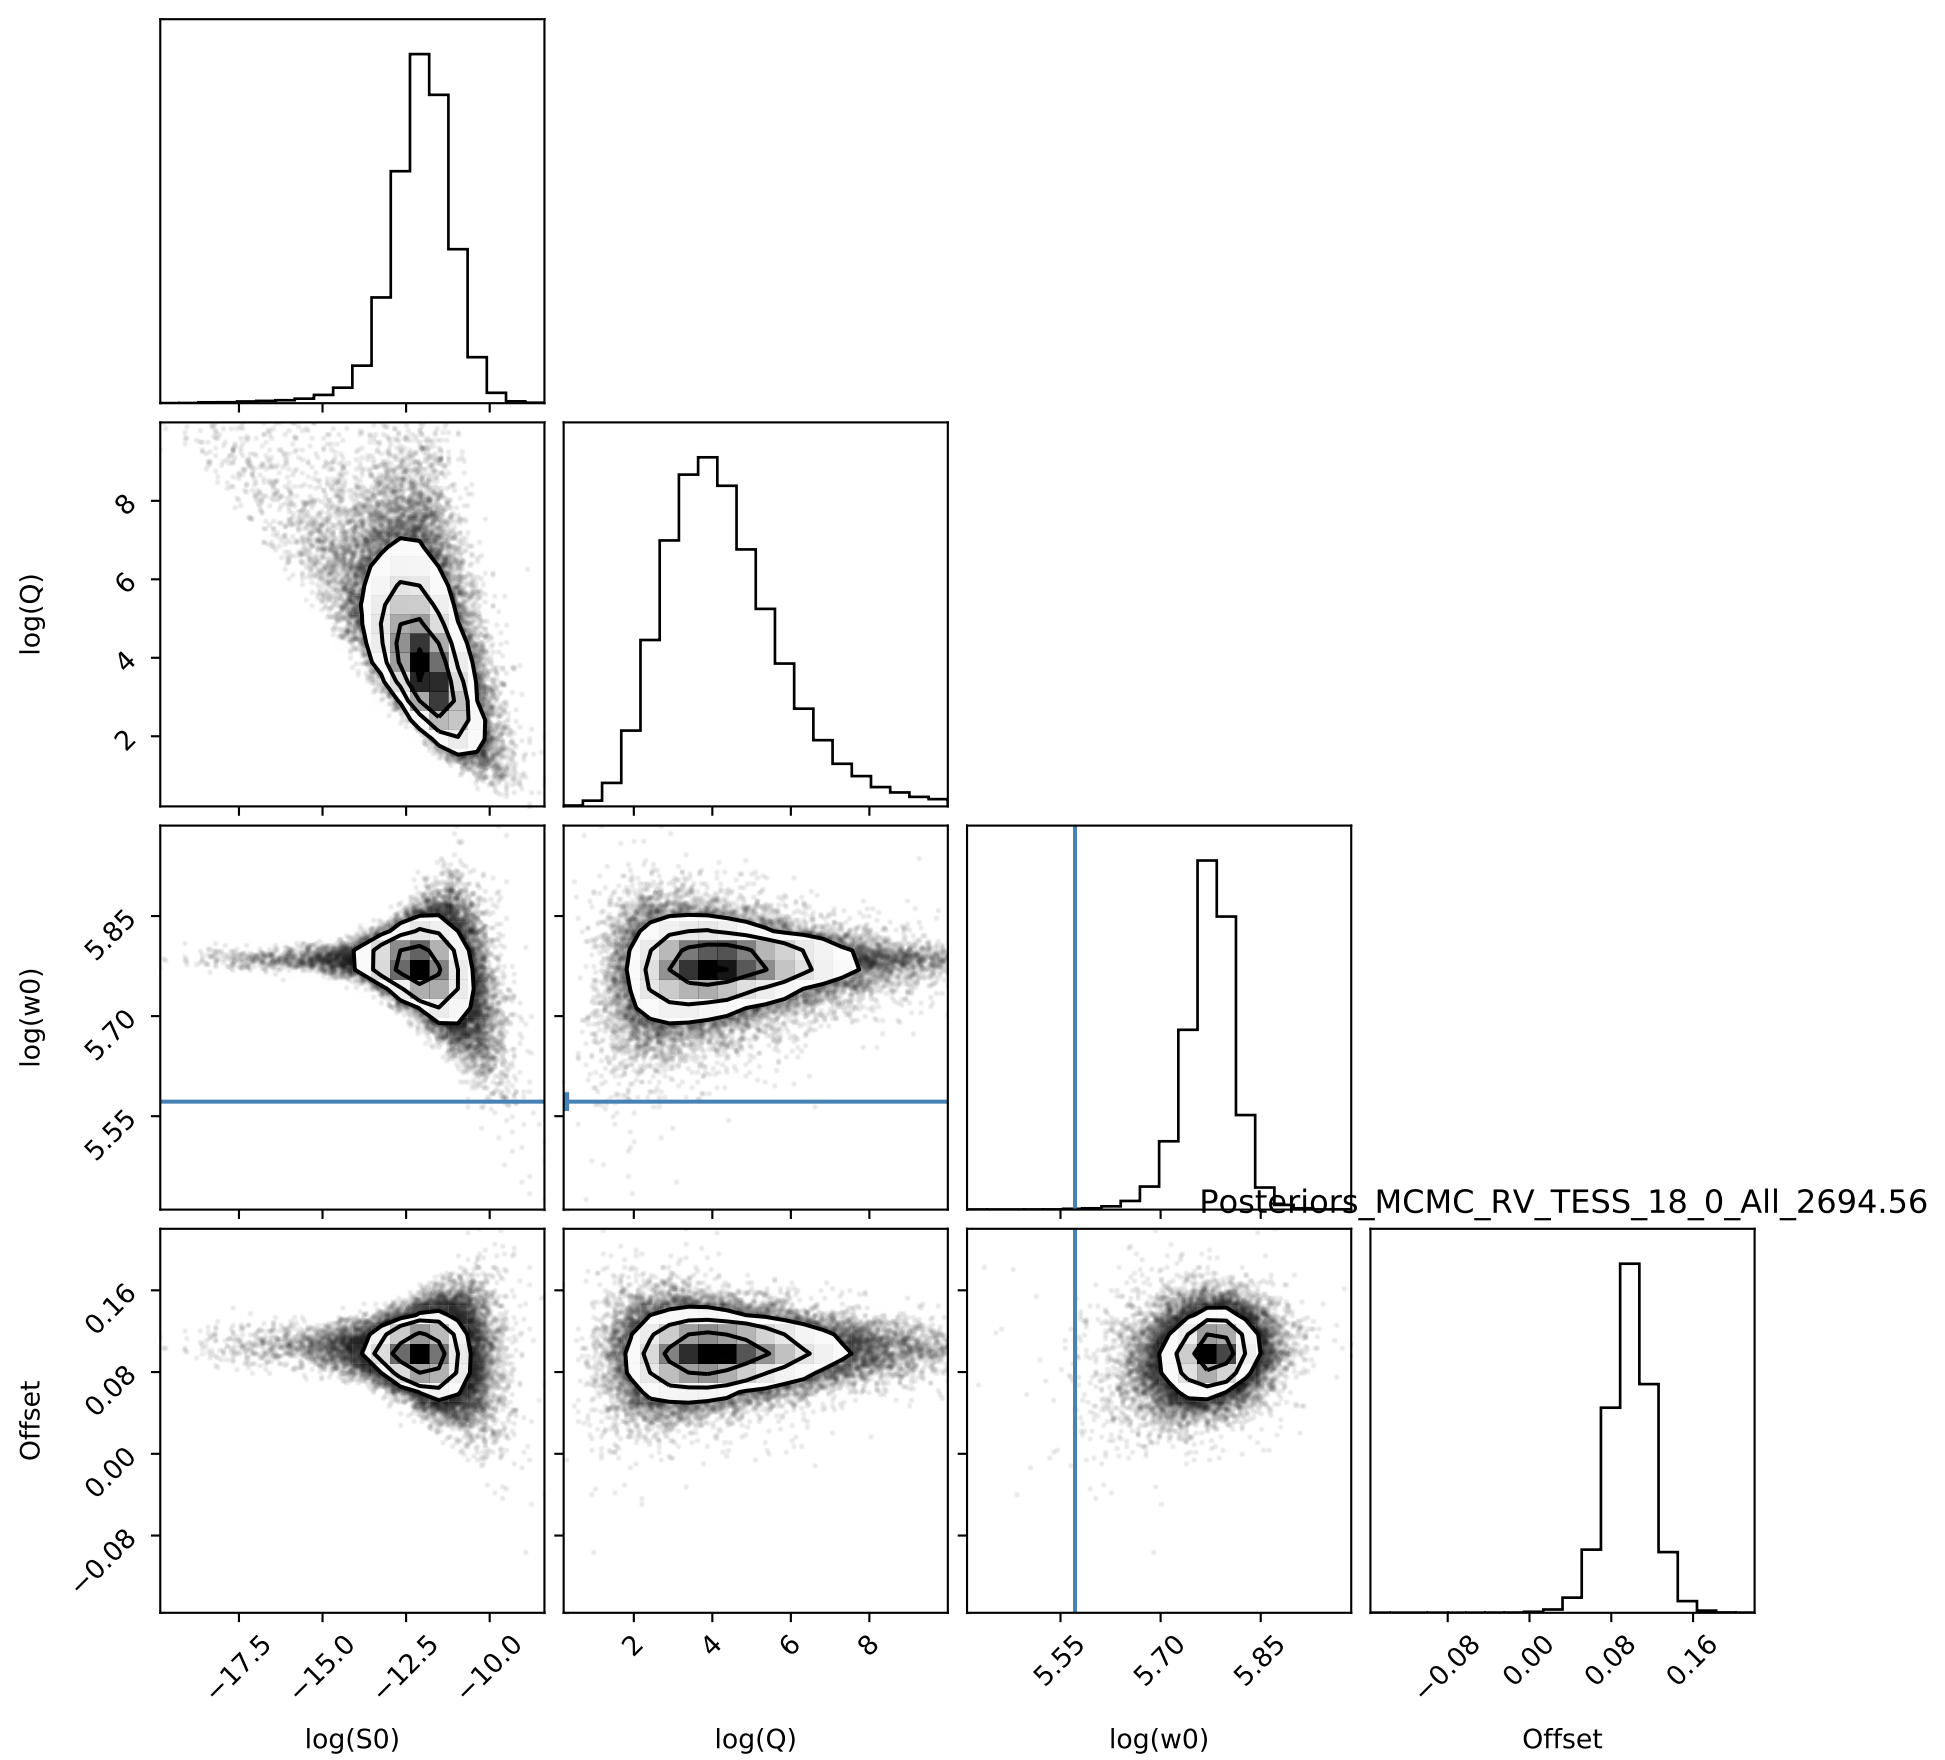 8
6
4
2
log(Q)
5.85
5.70
5.55
log(w0)
Posteriors_MCMC_RV_TESS_18_0_All_2694.56
0.16
0.08
0.00
−0.08
Offset
−17.5 −15.0 −12.5 −10.0 2 4 6 8 5.55 5.70 5.85 −0.08 0.00 0.08 0.16
log(S0) log(Q) log(w0) Offset